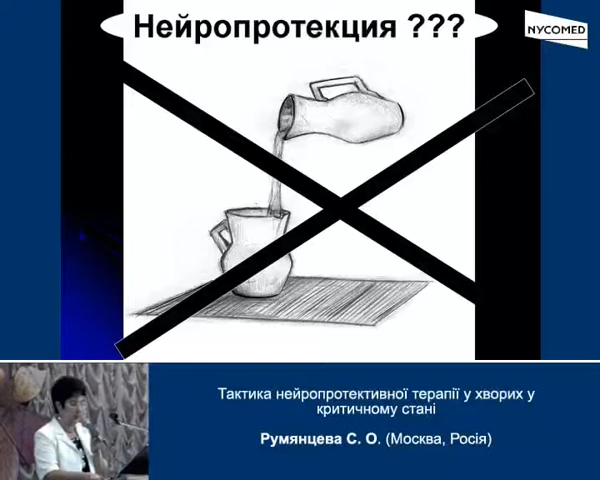 Нейропротекция ???
NYCOMED
Тактика нейропротективної терапії у хворих у
критичному стані
Румянцева С. О. (Москва, Росія)